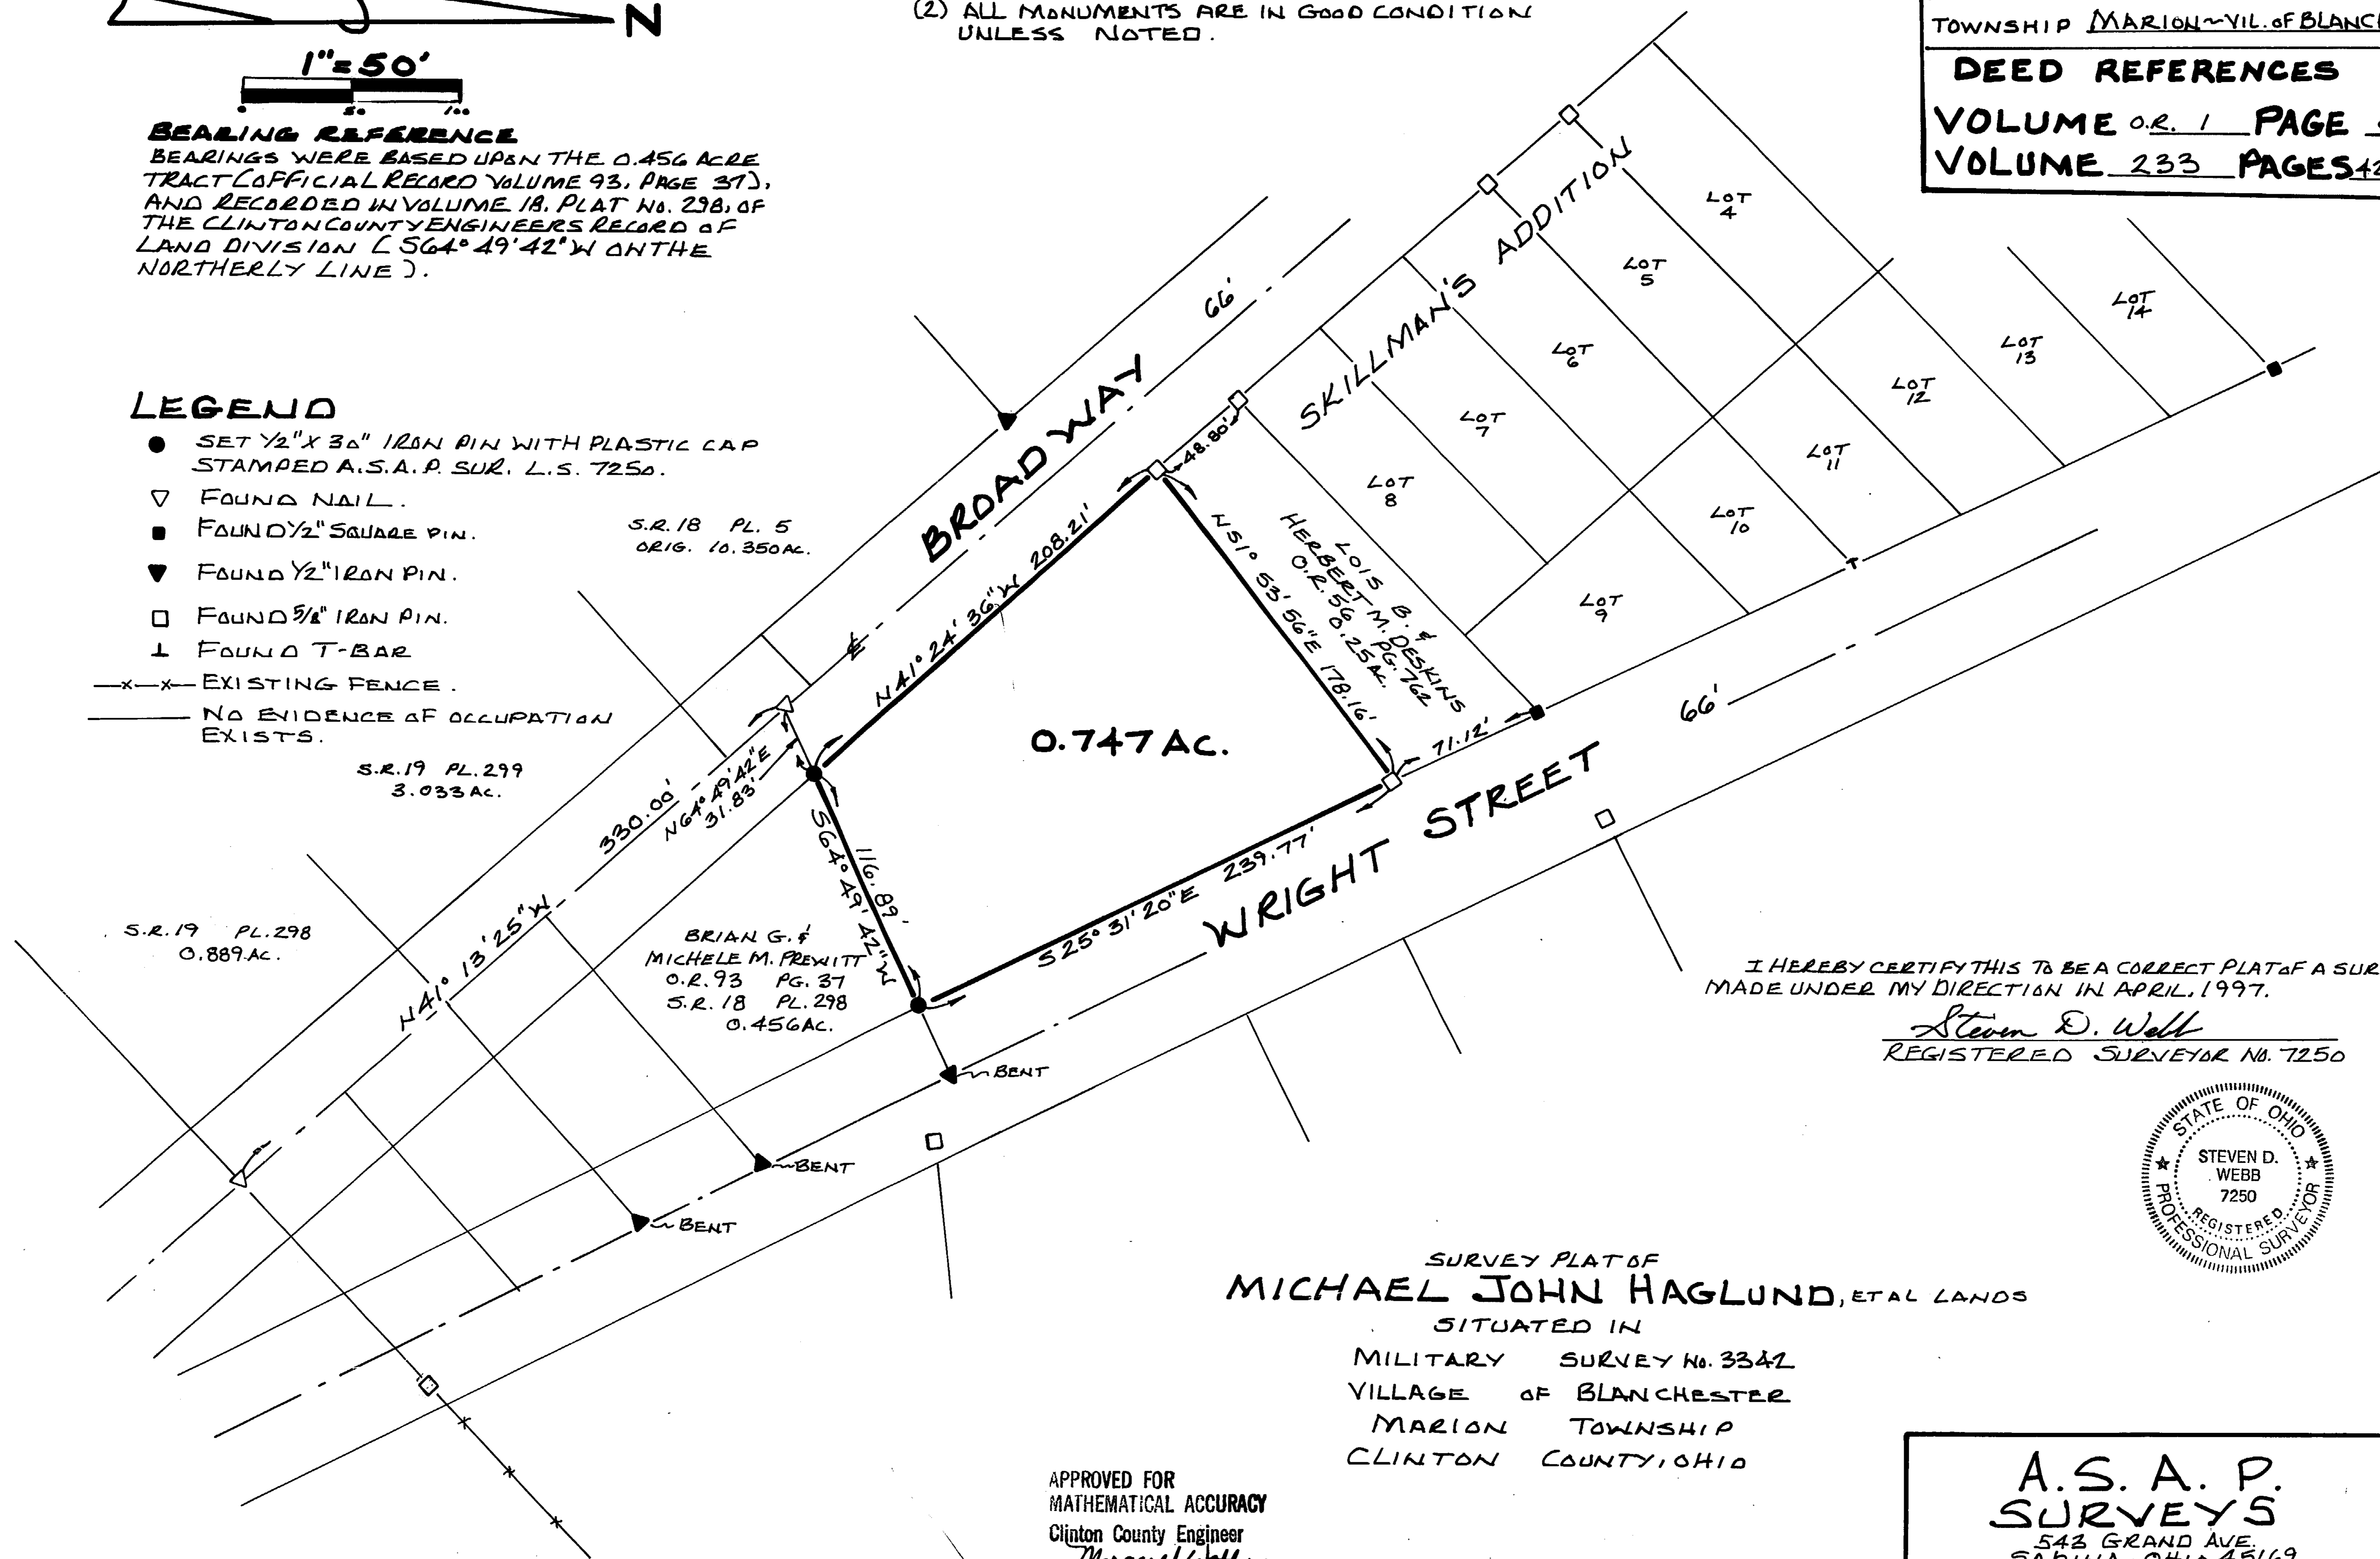 N
1"=50'
0 50 100
BEARING REFERENCE
BEARINGS WERE BASED UPON THE 0.456 ACRE
TRACT (OFFICIAL RECORD VOLUME 93, PAGE 37),
AND RECORDED IN VOLUME 18, PLAT NO. 298, OF
THE CLINTON COUNTY ENGINEERS RECORD OF
LAND DIVISION (S64°49'42"W ON THE
NORTHERLY LINE).
(2) ALL MONUMENTS ARE IN GOOD CONDITION
UNLESS NOTED.
TOWNSHIP MARION~VIL. OF
DEED REFERENCES
VOLUME O.R. 1 PAGE
VOLUME 233 PAGES
LEGEND
SET 1/2" X 30" IRON PIN WITH PLASTIC CAP
STAMPED A.S.A.P. SUR. L.S. 7250.
FOUND NAIL.
FOUND 1/2" SQUARE PIN.
FOUND 1/2" IRON PIN.
FOUND 5/8" IRON PIN.
FOUND T-BAR
EXISTING FENCE.
NO EVIDENCE OF OCCUPATION
EXISTS.
S.R. 18 PL. 5
ORIG. 10.350 AC.
S.R. 19 PL. 299
3.033 AC.
S.R. 19 PL. 298
0.889 AC.
BROADWAY
66'
℄
SKILLMAN'S ADDITION
LOT
4
LOT
5
LOT
6
LOT
7
LOT
8
LOT
9
LOT
10
LOT
11
LOT
12
LOT
13
LOT
14
48.80'
N41° 24' 36"W 208.21'
N51° 53' 56"E 178.16'
LOIS B. &
HERBERT M. DESKINS
O.R. 56 PG. 762
0.25 AC.
71.12'
0.747 AC.
330.00'
N64° 49' 42"E
31.83'
116.89'
S64° 49' 42"W
S25° 31' 20"E 239.77'
WRIGHT STREET
66'
N41° 13' 25"W
BRIAN G. &
MICHELE M. PREWITT
O.R. 93 PG. 37
S.R. 18 PL. 298
0.456 AC.
BENT
BENT
BENT
I HEREBY CERTIFY THIS TO BE A CORRECT PLAT OF A SUR
MADE UNDER MY DIRECTION IN APRIL, 1997.
Steven D. Webb
REGISTERED SURVEYOR NO. 7250
STATE OF OHIO
STEVEN D.
WEBB
7250
REGISTERED
PROFESSIONAL SURVEYOR
SURVEY PLAT OF
MICHAEL JOHN HAGLUND, ETAL LANDS
SITUATED IN
MILITARY SURVEY NO. 3342
VILLAGE OF BLANCHESTER
MARION TOWNSHIP
CLINTON COUNTY, OHIO
APPROVED FOR
MATHEMATICAL ACCURACY
Clinton County Engineer
A.S.A.P.
SURVEYS
543 GRAND AVE.
SABINA, OHIO 45169